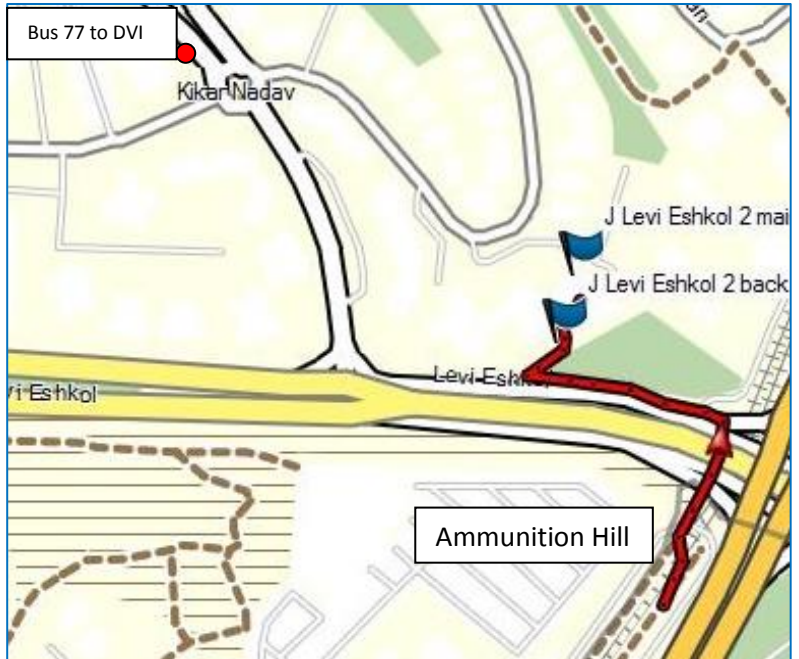 Bus 77 to DVI
Kikar Nadav
J Levi Eshkol 2 mai
J Levi Eshkol 2 back
Levi Eshkol
vi Eshkol
Ammunition Hill